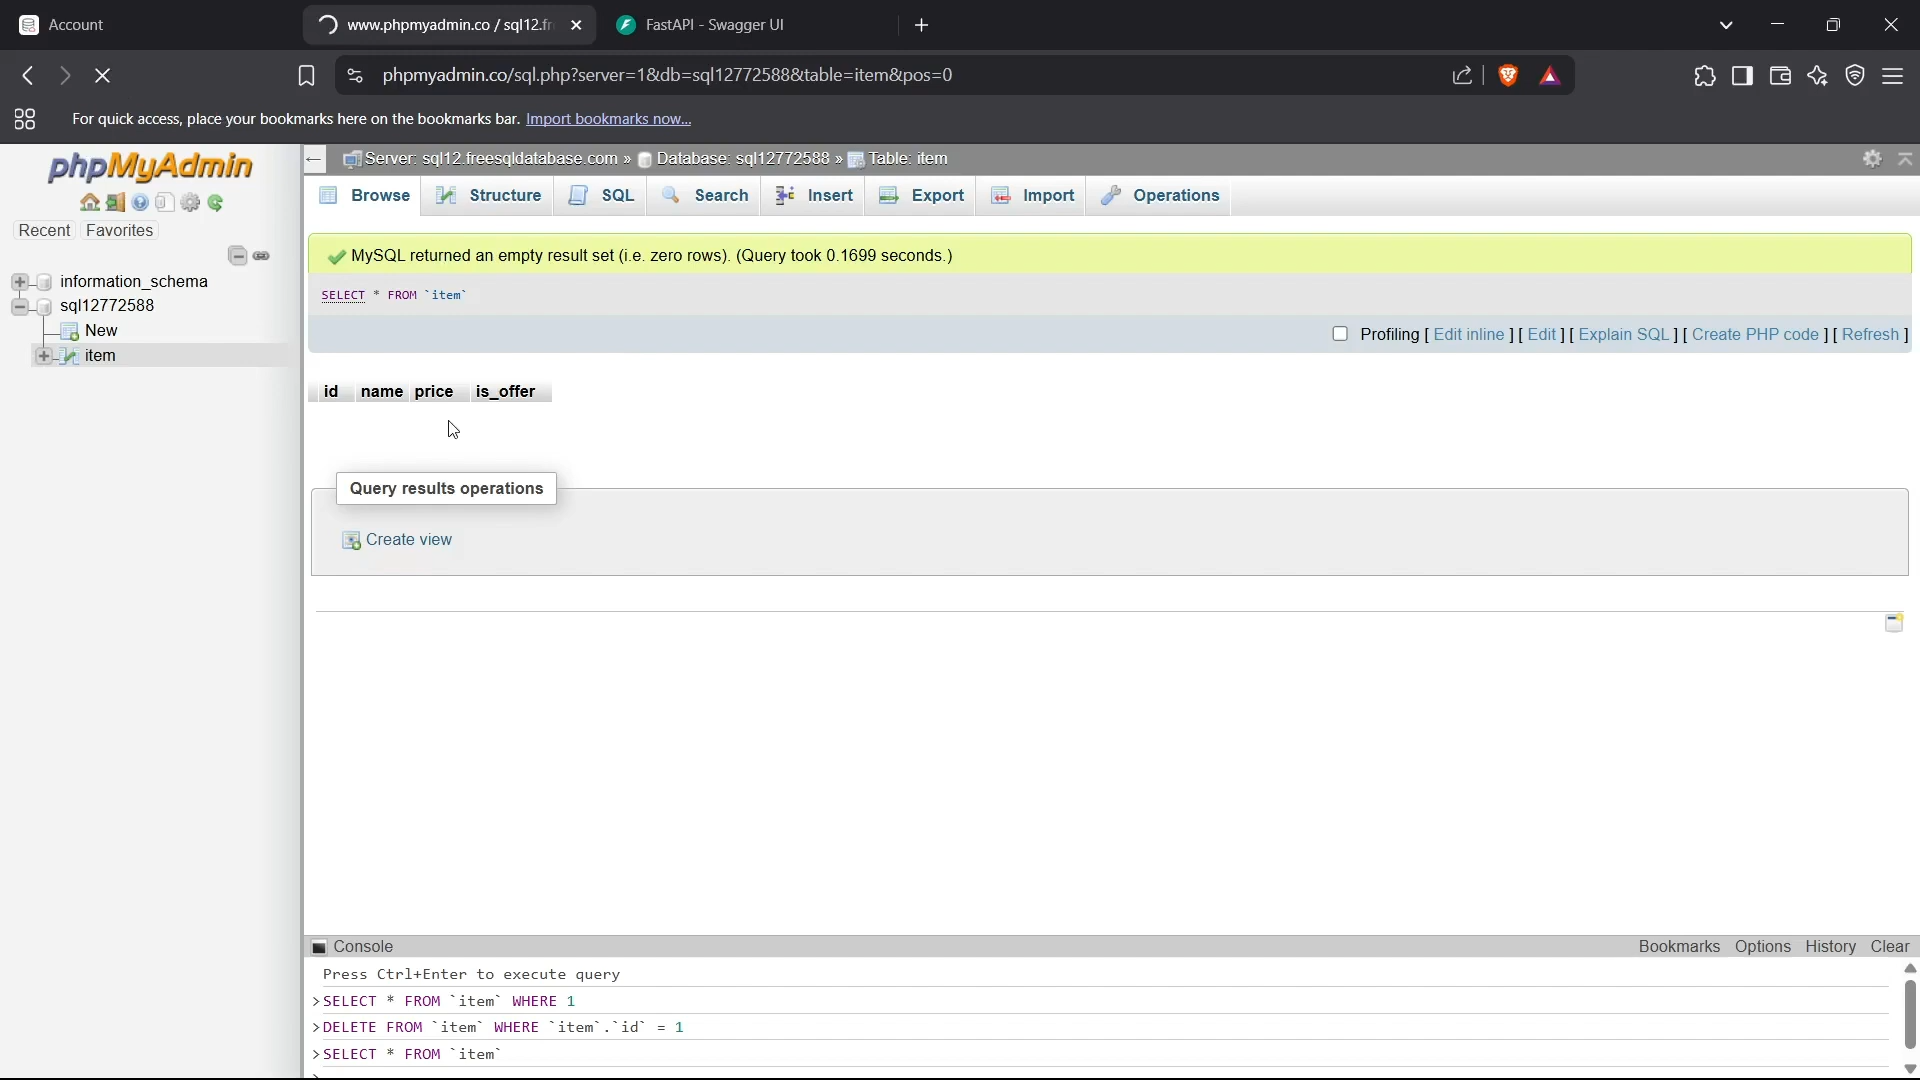 Account
www.phpmyadmin.co / sql12.fr
FastAPI - Swagger UI
phpmyadmin.co/sql.php?server=1&db=sql12772588&table=item&pos=0
For quick access, place your bookmarks here on the bookmarks bar. Import bookmarks now...
phpMyAdmin
Recent Favorites
information_schema
sql12772588
New
item
Server: sql12.freesqldatabase.com » Database: sql12772588 » Table: item
Browse Structure SQL Search Insert Export Import Operations
MySQL returned an empty result set (i.e. zero rows). (Query took 0.1699 seconds.)
SELECT * FROM `item`
Profiling [ Edit inline ] [ Edit ] [ Explain SQL ] [ Create PHP code ] [ Refresh ]
id name price is_offer
Query results operations
Create view
Console
Bookmarks Options History Clear
Press Ctrl+Enter to execute query
>SELECT * FROM `item` WHERE 1
>DELETE FROM `item` WHERE `item`.`id` = 1
>SELECT * FROM `item`
>